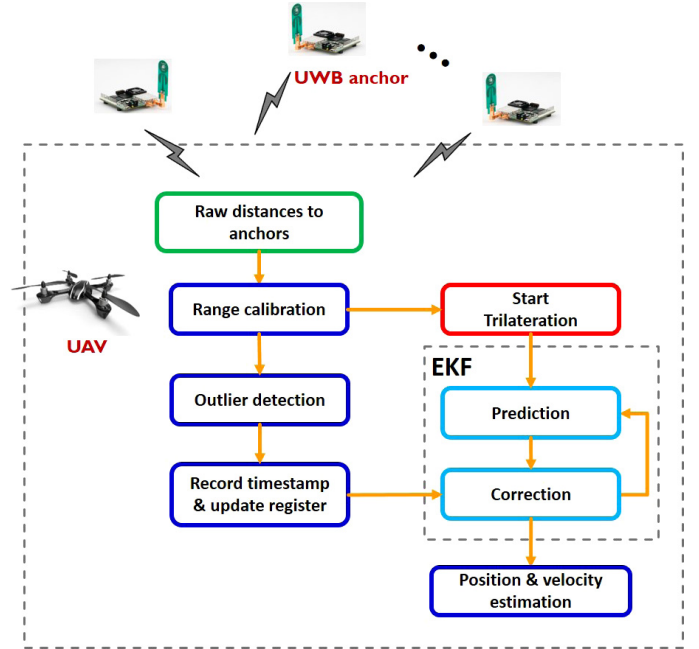 UWB anchor
Raw distances to
anchors
Range calibration
Start
Trilateration
UAV
EKF
Outlier detection
Prediction
Record timestamp
& update register
Correction
Position & velocity
estimation